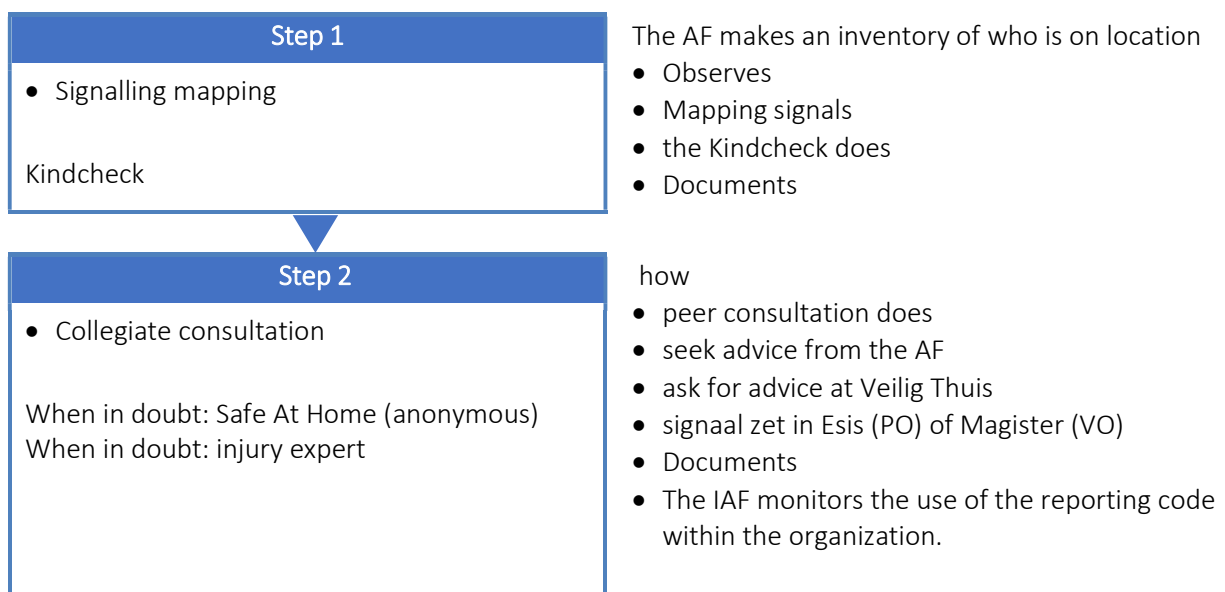 Step 1
• Signalling mapping
Kindcheck
The AF makes an inventory of who is on location
• Observes
• Mapping signals
• the Kindcheck does
• Documents
Step 2
• Collegiate consultation
When in doubt: Safe At Home (anonymous)
When in doubt: injury expert
how
• peer consultation does
• seek advice from the AF
• ask for advice at Veilig Thuis
• signaal zet in Esis (PO) of Magister (VO)
• Documents
• The IAF monitors the use of the reporting code
within the organization.